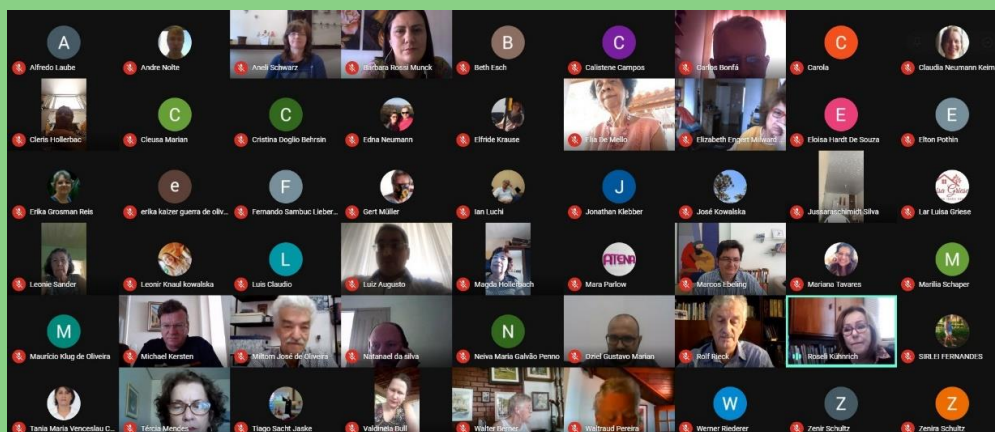 A
Alfredo Laube
Andre Nolte
Aneli Schwarz
Bárbara Rossi Munck
B
Beth Esch
C
Calistene Campos
Carlos Bonfá
C
Carola
Claudia Neumann Keim
Cleris Hollerbac
C
Cleusa Marian
C
Cristina Doglio Behrsin
Edna Neumann
Elfride Krause
Elia De Mello
Elizabeth Engert Milward
E
Eloisa Hardt De Souza
E
Elton Pothin
Erika Grosman Reis
e
erika kaizer guerra de oliv...
F
Fernando Sambuc Lieber...
Gert Müller
Ian Luchi
J
Jonathan Klebber
José Kowalska
Jussaraschimidt Silva
Lar Luisa Griese
Leonie Sander
Leonir Knaul kowalska
L
Luis Claudio
Luiz Augusto
Magda Hollerbach
ATENA
Mara Parlow
Marcos Ebeling
Mariana Tavares
M
Marilia Schaper
M
Maurício Klug de Oliveira
Michael Kersten
Miltom José de Oliveira
Natanael da silva
N
Neiva Maria Galvão Penno
Oziel Gustavo Marian
Rolf Rieck
Roseli Kühnrich
SIRLEI FERNANDES
Tania Maria Venceslau C...
Tércia Mendes
Tiago Sacht Jaske
Valdineia Bull
Walter
Waltraud Pereira
W
Werner Riederer
Z
Zenir Schultz
Z
Zenira Schultz